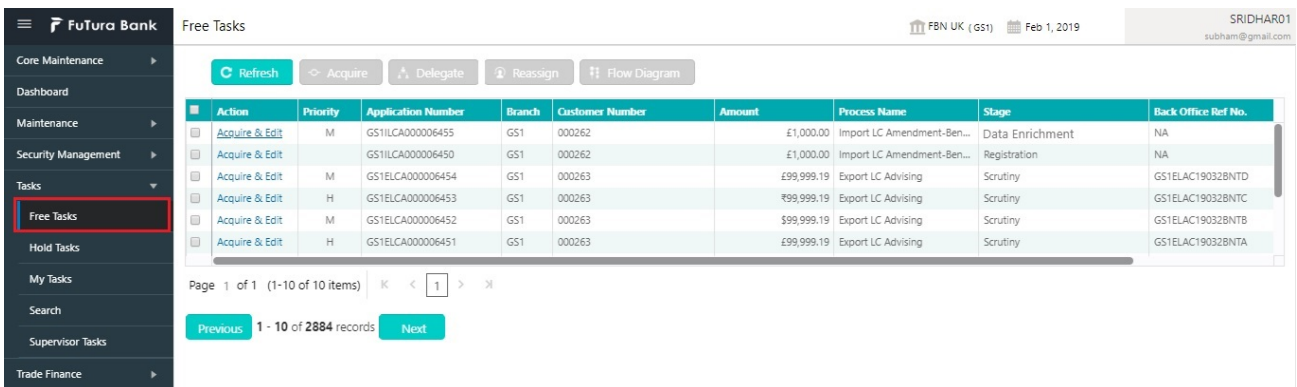 FuTura Bank
Free Tasks
FBN UK (GS1)
Feb 1, 2019
SRIDHAR01
subham@gmail.com
Core Maintenance
Dashboard
Maintenance
Security Management
Tasks
Free Tasks
Hold Tasks
My Tasks
Search
Supervisor Tasks
Trade Finance
Refresh Acquire Delegate Reassign Flow Diagram
Action Priority Application Number Branch Customer Number Amount Process Name Stage Back Office Ref No.
Acquire & Edit M GS1ILCA000006455 GS1 000262 £1,000.00 Import LC Amendment-Ben... Data Enrichment NA
Acquire & Edit GS1ILCA000006450 GS1 000262 £1,000.00 Import LC Amendment-Ben... Registration NA
Acquire & Edit M GS1ELCA000006454 GS1 000263 £99,999.19 Export LC Advising Scrutiny GS1ELAC19032BNTD
Acquire & Edit H GS1ELCA000006453 GS1 000263 ₹99,999.19 Export LC Advising Scrutiny GS1ELAC19032BNTC
Acquire & Edit M GS1ELCA000006452 GS1 000263 $99,999.19 Export LC Advising Scrutiny GS1ELAC19032BNTB
Acquire & Edit H GS1ELCA000006451 GS1 000263 £99,999.19 Export LC Advising Scrutiny GS1ELAC19032BNTA
Page 1 of 1 (1-10 of 10 items) 1
Previous 1 - 10 of 2884 records Next